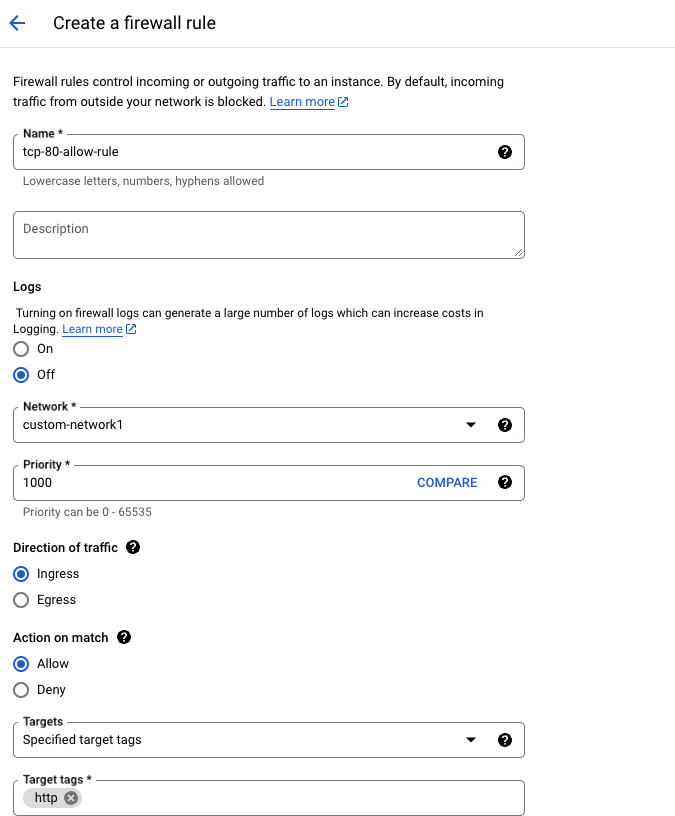 Create a firewall rule
Firewall rules control incoming or outgoing traffic to an instance. By default, incoming
traffic from outside your network is blocked. Learn more
Name *
tcp-80-allow-rule
Lowercase letters, numbers, hyphens allowed
Description
Logs
Turning on firewall logs can generate a large number of logs which can increase costs in
Logging. Learn more
On
Off
Network *
custom-network1
Priority *
1000 COMPARE
Priority can be 0 - 65535
Direction of traffic
Ingress
Egress
Action on match
Allow
Deny
Targets
Specified target tags
Target tags *
http